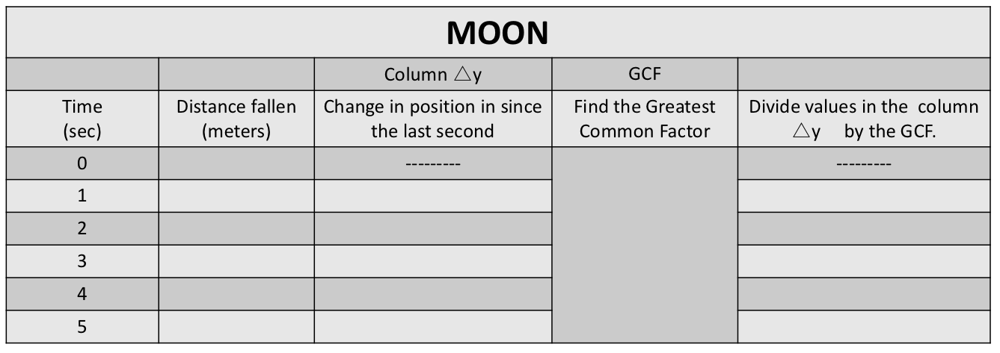 MOON
Column △y GCF
Time Distance fallen Change in position in since Find the Greatest Divide values in the column
(sec) (meters) the last second Common Factor △y by the GCF.
0 --------- ---------
1
2
3
4
5